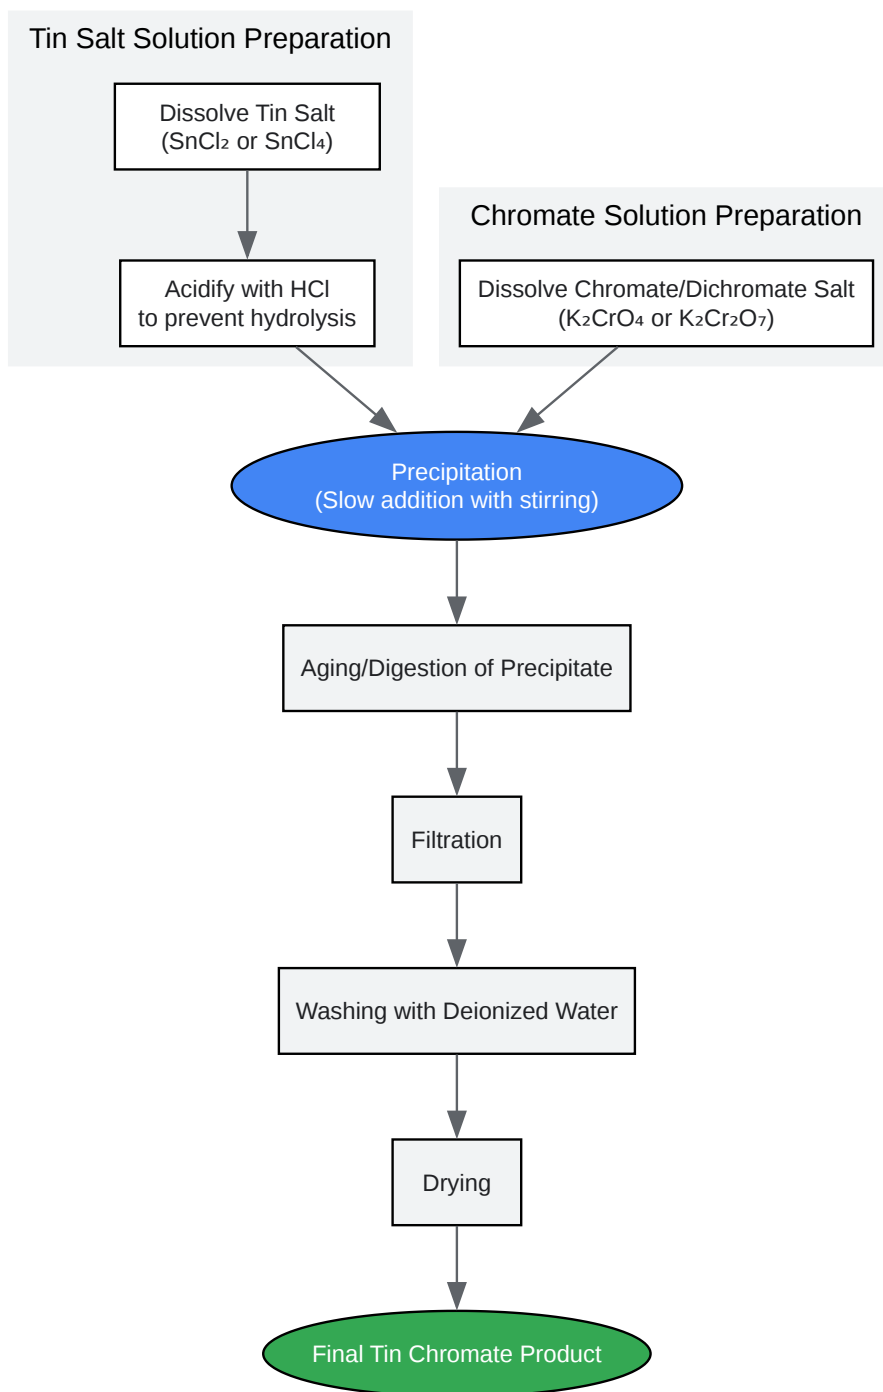 Tin Salt Solution Preparation
Dissolve Tin Salt
(SnCl₂ or SnCl₄)
Acidify with HCl
to prevent hydrolysis
Chromate Solution Preparation
Dissolve Chromate/Dichromate Salt
(K₂CrO₄ or K₂Cr₂O₇)
Precipitation
(Slow addition with stirring)
Aging/Digestion of Precipitate
Filtration
Washing with Deionized Water
Drying
Final Tin Chromate Product